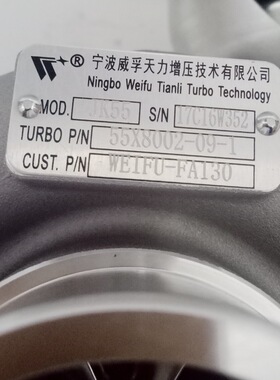 ®宁波威孚天力增压技术有限公司
Ningbo Weifu Tianli Turbo Technology
MOD. JK55 S/N 17C16W352
TURBO P/N 55X8002-09-1
CUST. P/N WEIFU-FA130